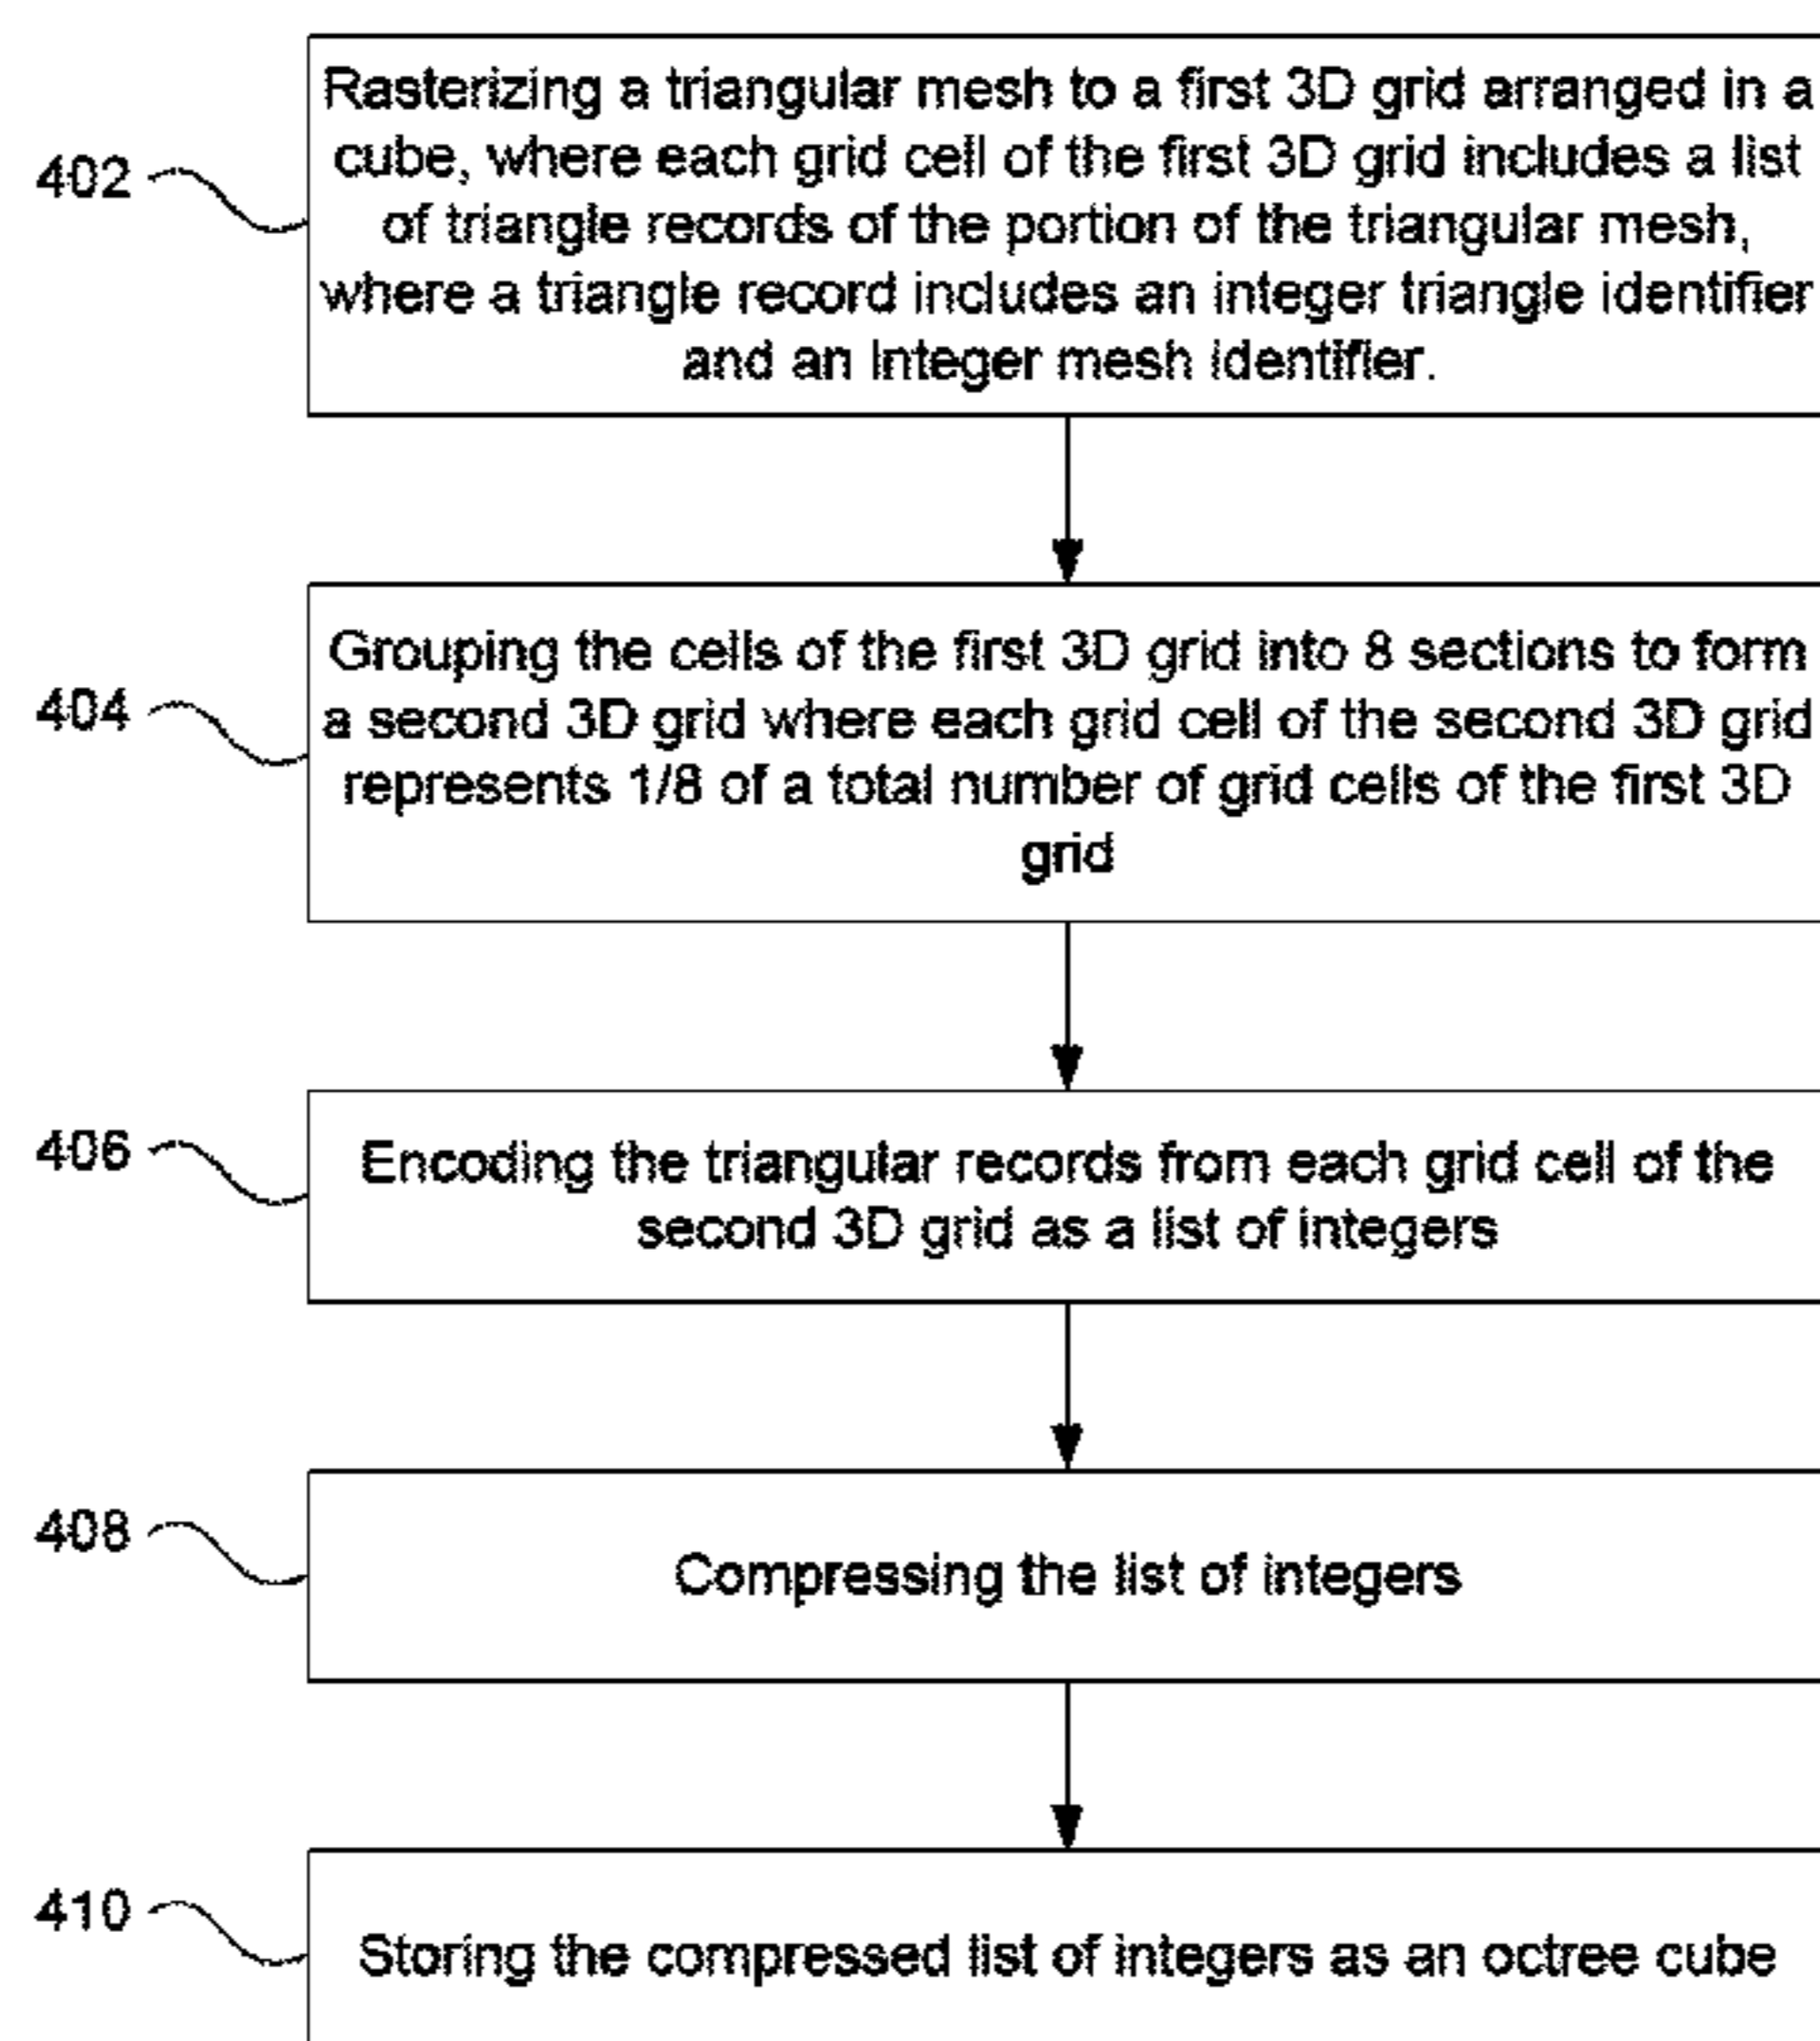 Rasterizing a triangular mesh to a first 3D grid arranged in a
402
cube, where each grid cell of the first 3D grid includes a list
of triangle records of the portion of the triangular mesh,
where a triangle record includes an integer triangle identifier
and an integer mesh identifier.
Grouping the cells of the first 3D grid into 8 sections to form
404
a second 3D grid where each grid cell of the second 3D grid
represents 1/8 of a total number of grid cells of the first 3D
grid
406
Encoding the triangular records from each grid cell of the
second 3D grid as a list of integers
408
Compressing the list of integers
410
Storing the compressed list of integers as an octree cube